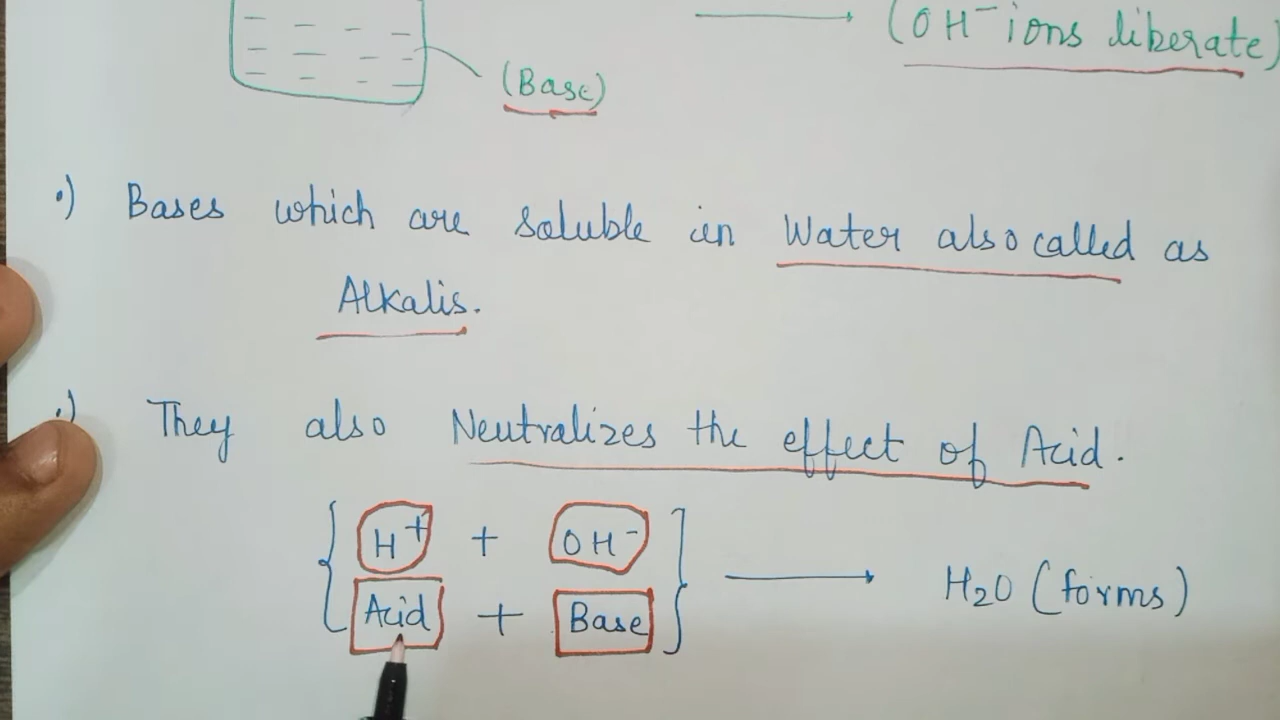 (OH⁻ ions liberate)
(Base)
•) Bases which are soluble in Water also called as
Alkalis.
•) They also Neutralizes the effect of Acid.
{ H⁺ + OH⁻ ] → H2O (forms)
Acid + Base